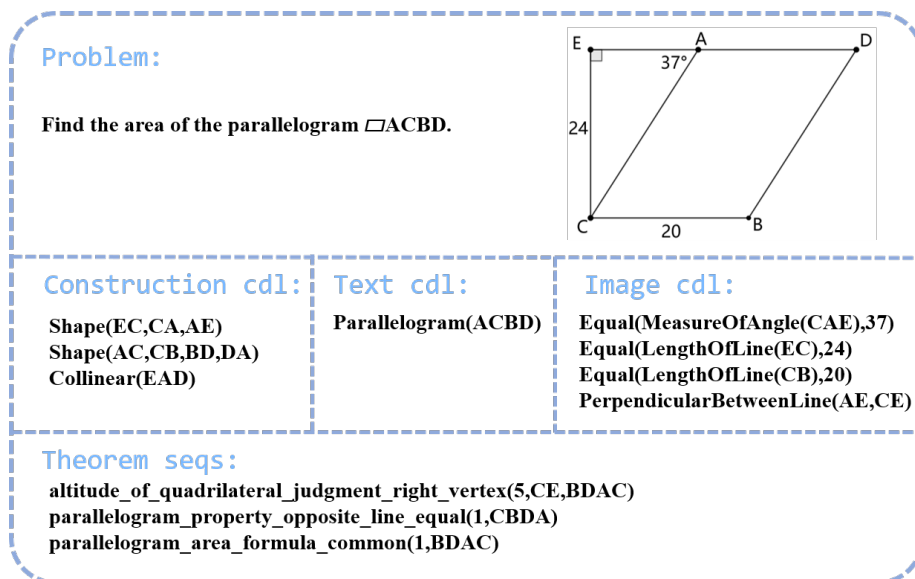 Problem:
Find the area of the parallelogram ▱ACBD.
E
A
D
37°
24
C
B
20
Construction cdl:
Shape(EC,CA,AE)
Shape(AC,CB,BD,DA)
Collinear(EAD)
Text cdl:
Parallelogram(ACBD)
Image cdl:
Equal(MeasureOfAngle(CAE),37)
Equal(LengthOfLine(EC),24)
Equal(LengthOfLine(CB),20)
PerpendicularBetweenLine(AE,CE)
Theorem seqs:
altitude_of_quadrilateral_judgment_right_vertex(5,CE,BDAC)
parallelogram_property_opposite_line_equal(1,CBDA)
parallelogram_area_formula_common(1,BDAC)